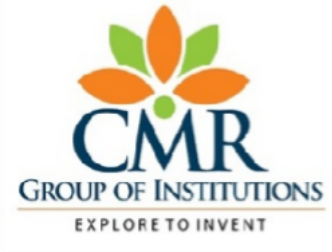 CMR
GROUP OF INSTITUTIONS
EXPLORE TO INVENT